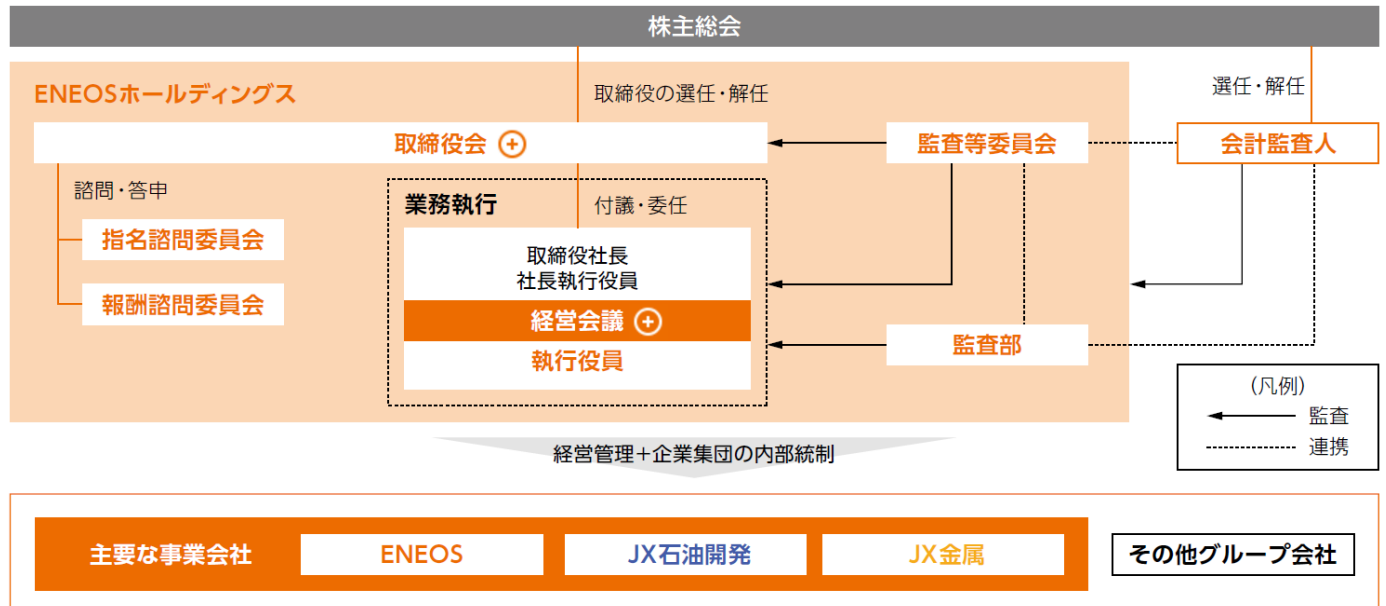 株主総会
ENEOSホールディングス
取締役の選任・解任
選任・解任
取締役会
監査等委員会
会計監査人
諮問・答申
業務執行
付議・委任
指名諮問委員会
取締役社長
社長執行役員
報酬諮問委員会
経営会議
執行役員
監査部
(凡例)
監査
連携
経営管理+企業集団の内部統制
主要な事業会社
ENEOS
JX石油開発
JX金属
その他グループ会社